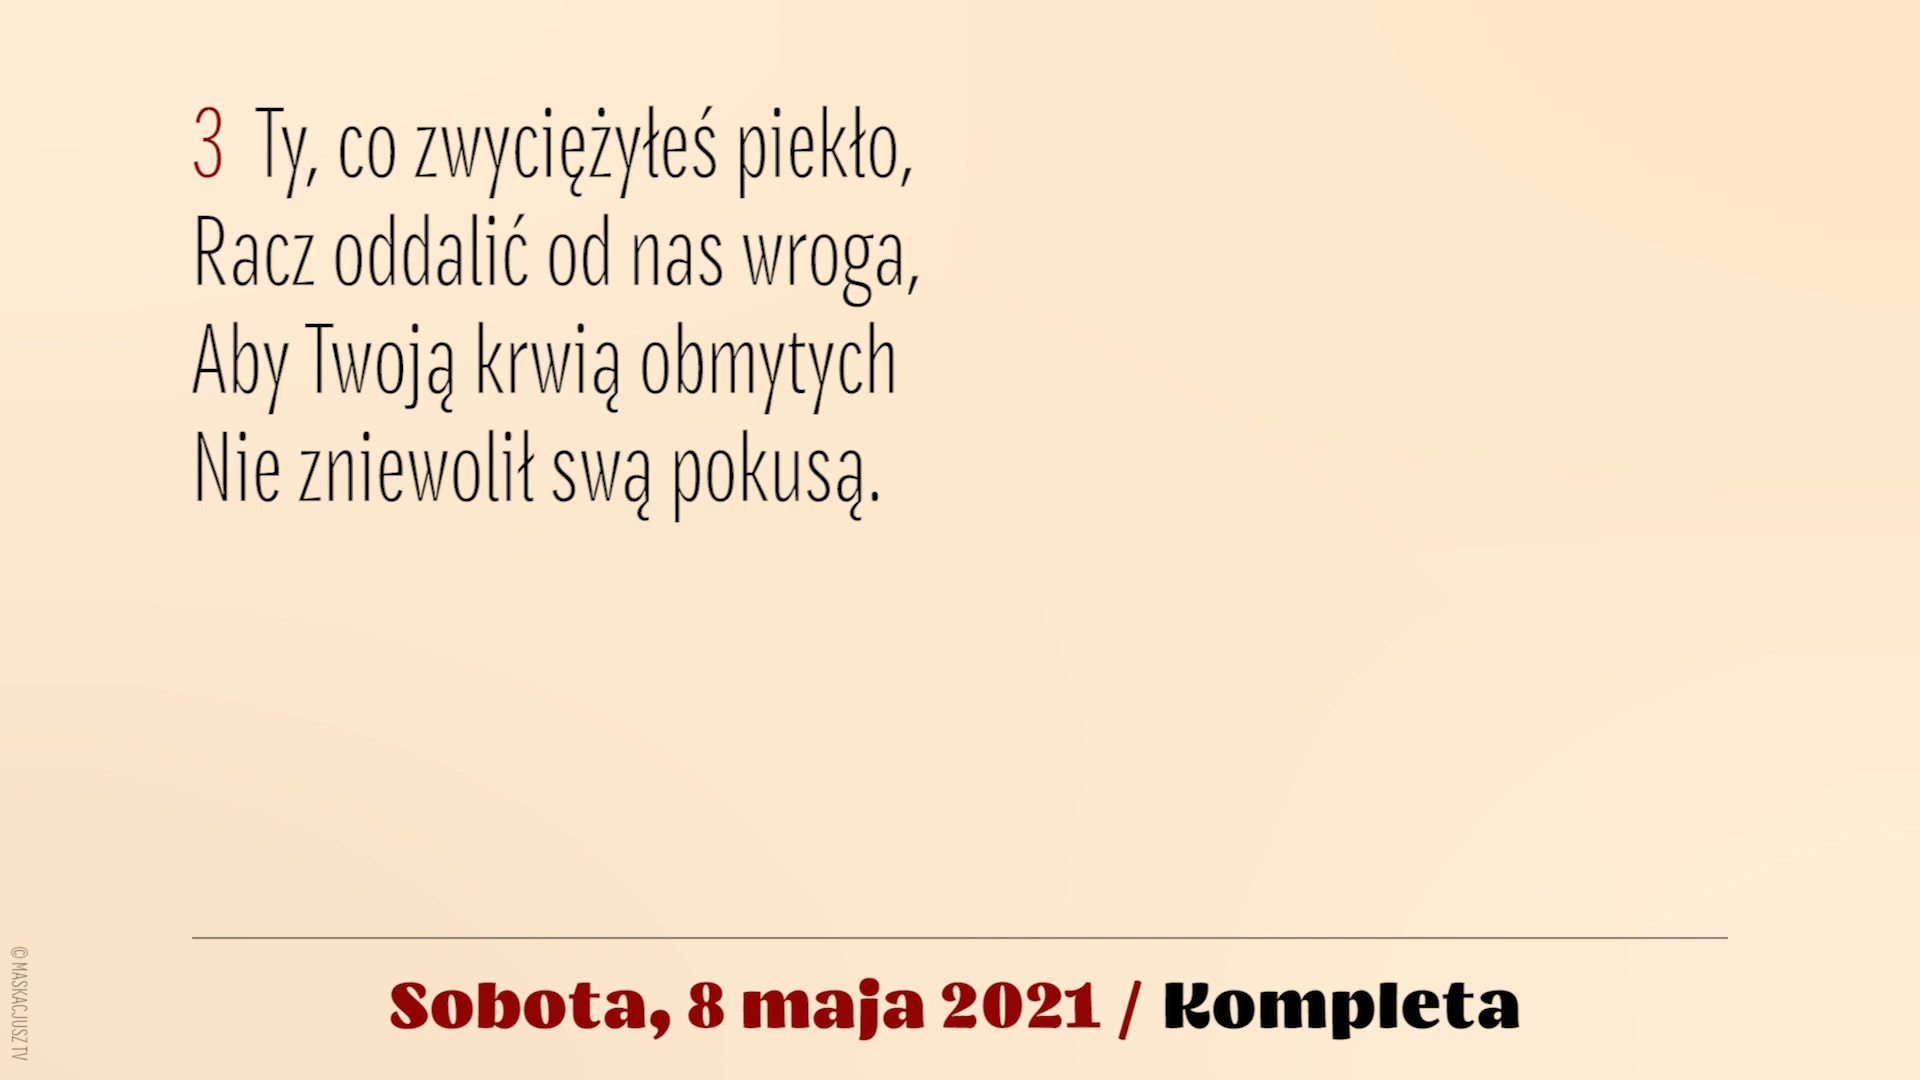 3 Ty, co zwyciężyłeś piekło,
Racz oddalić od nas wroga,
Aby Twoją krwią obmytych
Nie zniewolił swą pokusą.
Sobota, 8 maja 2021 / Kompleta
© MASKACJUSZ TV